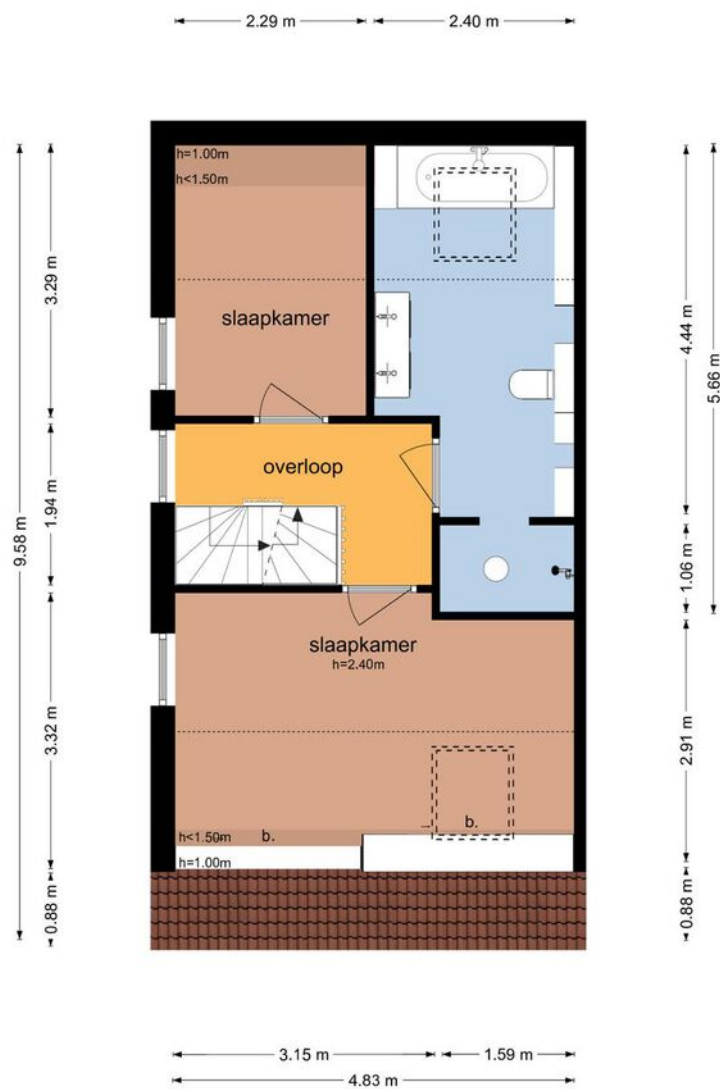 2.29 m
2.40 m
h=1.00m
h<1.50m
slaapkamer
overloop
slaapkamer
h=2.40m
h<1.50m
b.
b.
h=1.00m
9.58 m
3.29 m
1.94 m
3.32 m
0.88 m
4.44 m
5.66 m
1.06 m
2.91 m
0.88 m
3.15 m
1.59 m
4.83 m